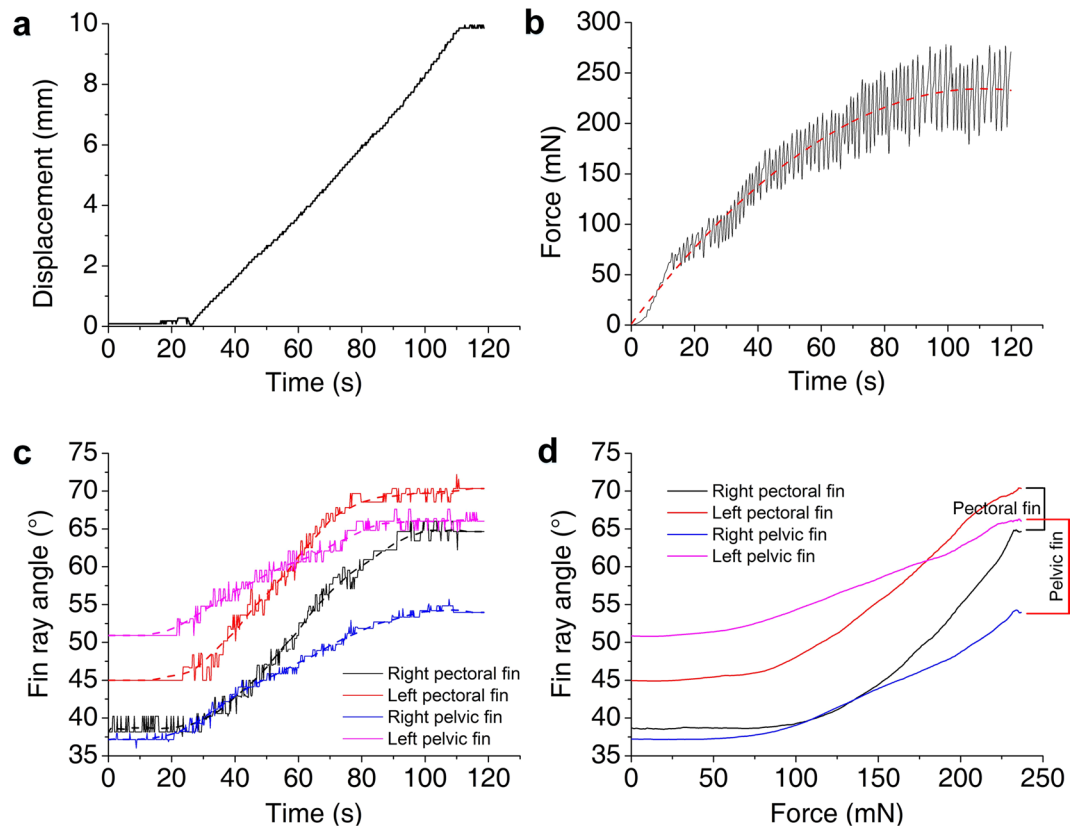 a
Displacement (mm)
10
8
6
4
2
0
0 20 40 60 80 100 120
Time (s)
b
Force (mN)
300
250
200
150
100
50
0
0 20 40 60 80 100 120
Time (s)
c
Fin ray angle (°)
75
70
65
60
55
50
45
40
35
Right pectoral fin
Left pectoral fin
Right pelvic fin
Left pelvic fin
0 20 40 60 80 100 120
Time (s)
d
Fin ray angle (°)
75
70
65
60
55
50
45
40
35
Right pectoral fin
Left pectoral fin
Right pelvic fin
Left pelvic fin
Pectoral fin
Pelvic fin
0 50 100 150 200 250
Force (mN)